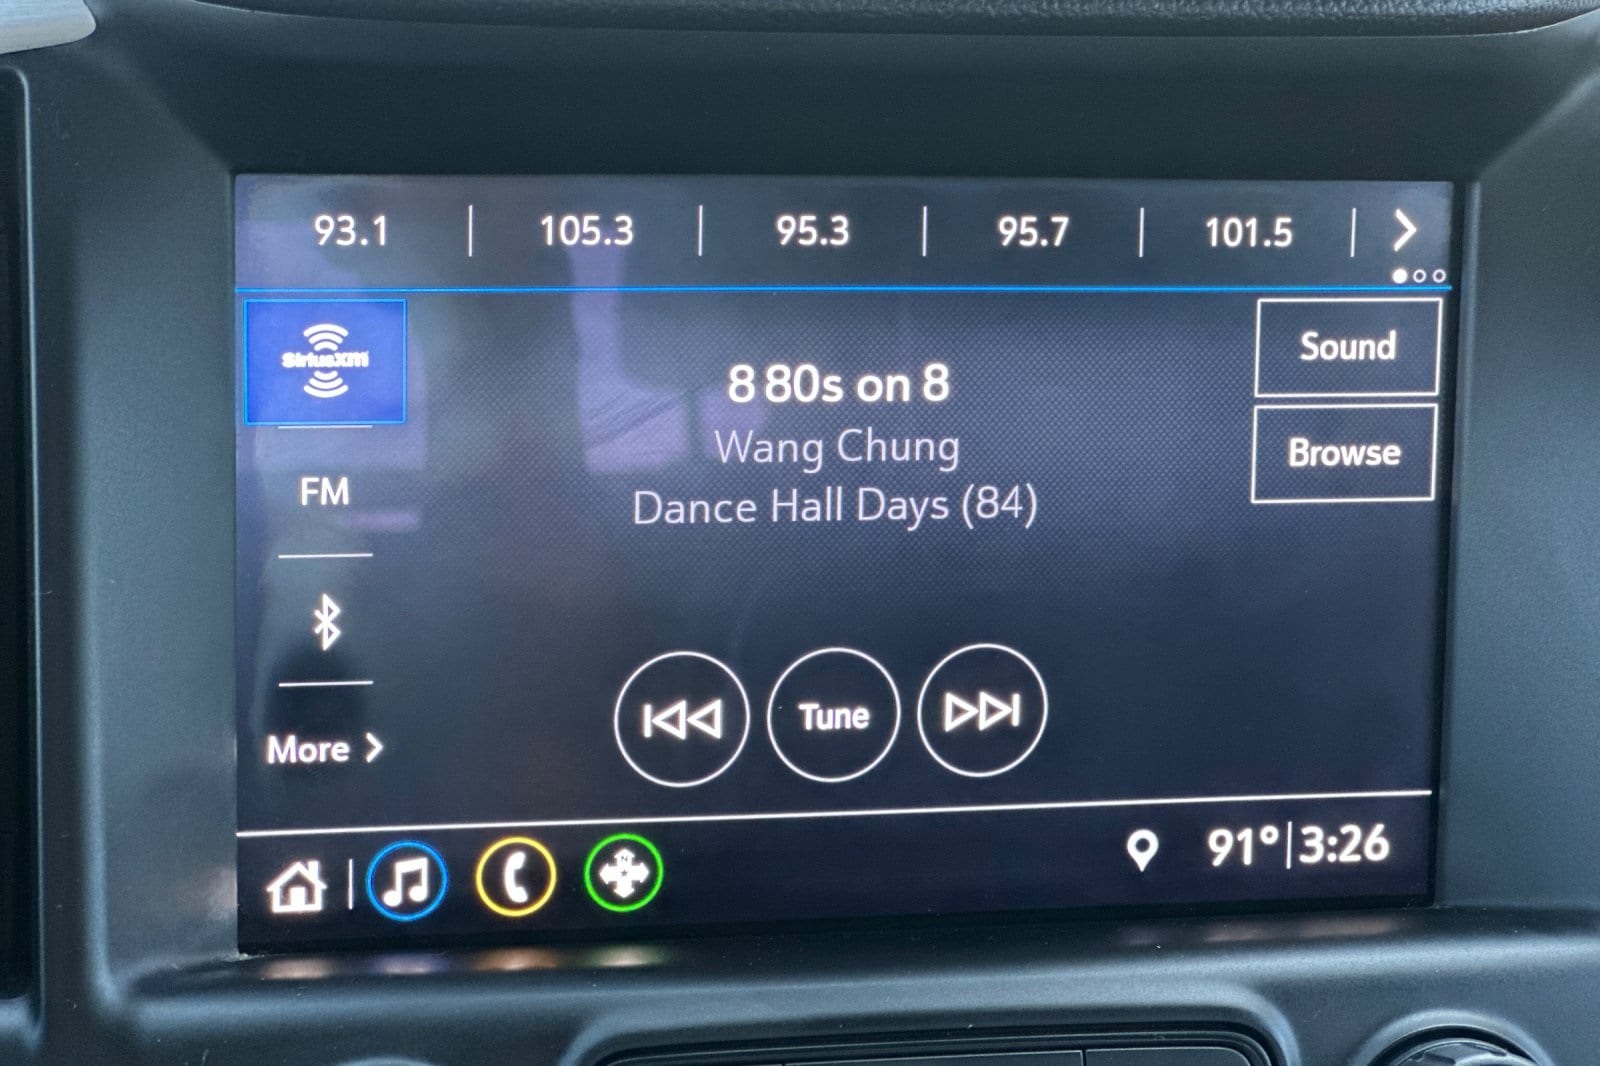 93.1 | 105.3 | 95.3 | 95.7 | 101.5 |
SiriusXM
Sound
8 80s on 8
Browse
Wang Chung
FM
Dance Hall Days (84)
Tune
More
N
91° | 3:26